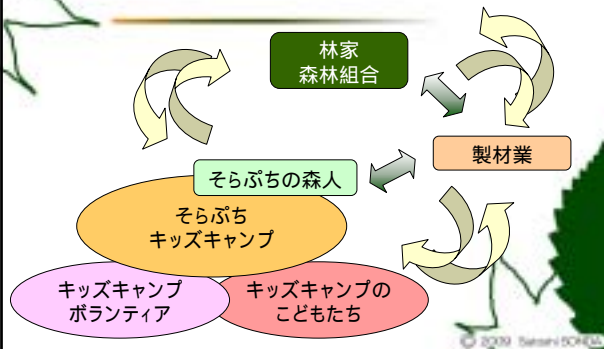 林家
森林組合
製材業
そらぷちの森人
そらぷち
キッズキャンプ
キッズキャンプ
ボランティア
キッズキャンプの
こどもたち
© 2009 Satoshi SONODA